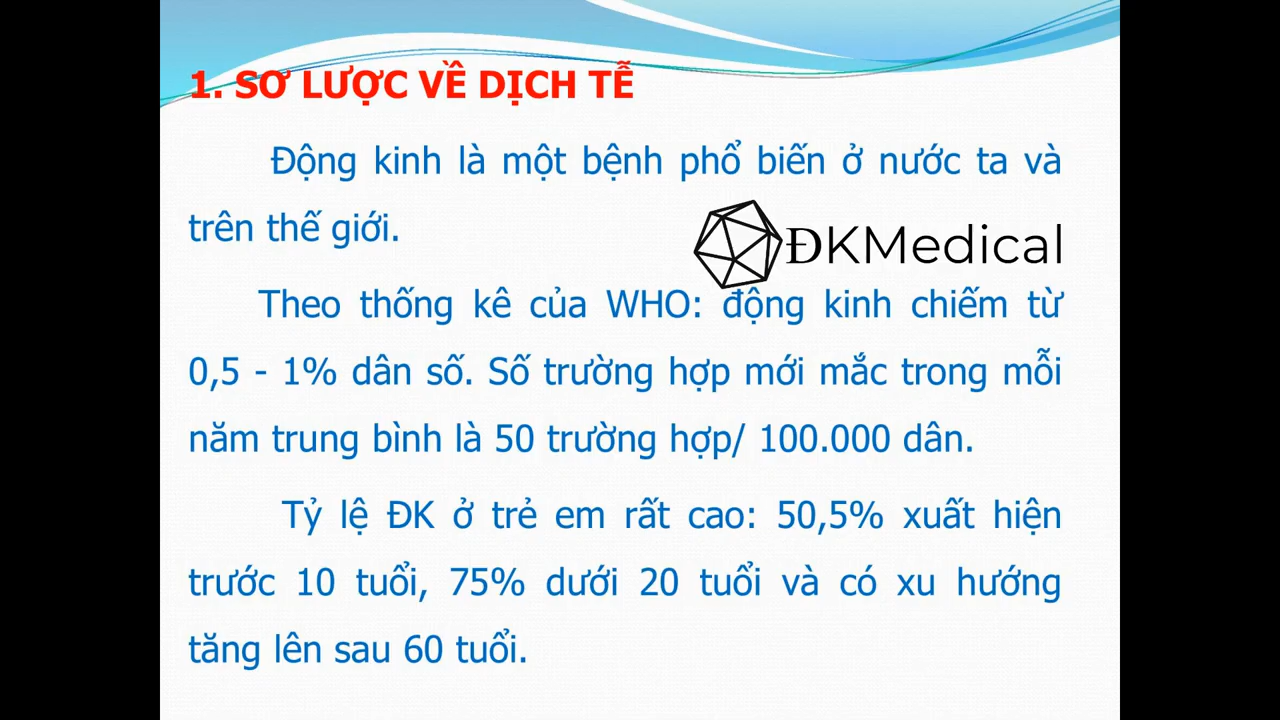 1. SƠ LƯỢC VỀ DỊCH TỄ
Động kinh là một bệnh phổ biến ở nước ta và
trên thế giới.
ĐKMedical
Theo thống kê của WHO: động kinh chiếm từ
0,5 - 1% dân số. Số trường hợp mới mắc trong mỗi
năm trung bình là 50 trường hợp/ 100.000 dân.
Tỷ lệ ĐK ở trẻ em rất cao: 50,5% xuất hiện
trước 10 tuổi, 75% dưới 20 tuổi và có xu hướng
tăng lên sau 60 tuổi.